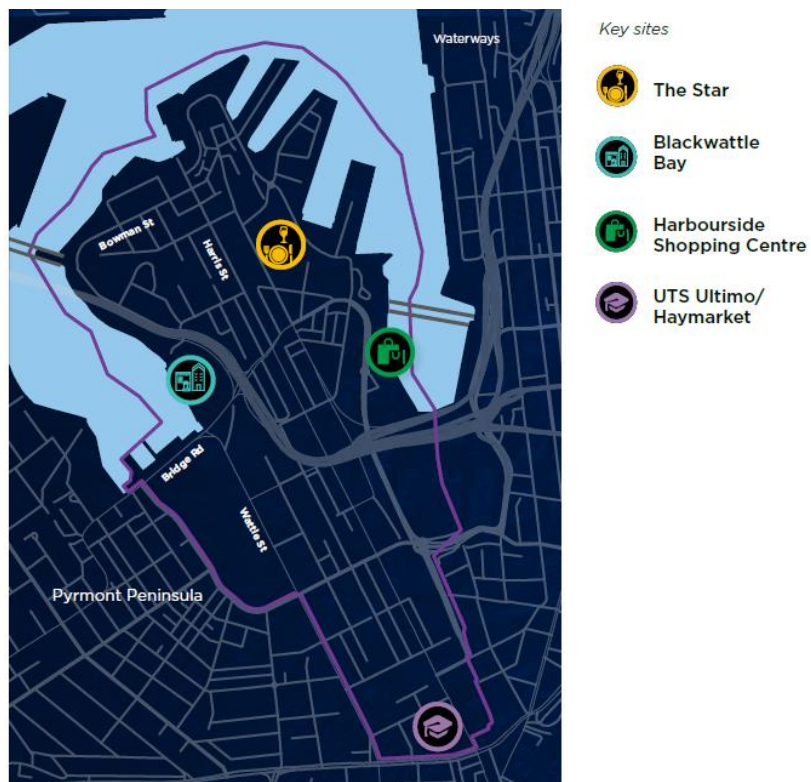 Waterways
Bowman St
Harris St
Bridge Rd
Wattle St
Pyrmont Peninsula
Key sites
The Star
Blackwattle
Bay
Harbourside
Shopping Centre
UTS Ultimo/
Haymarket